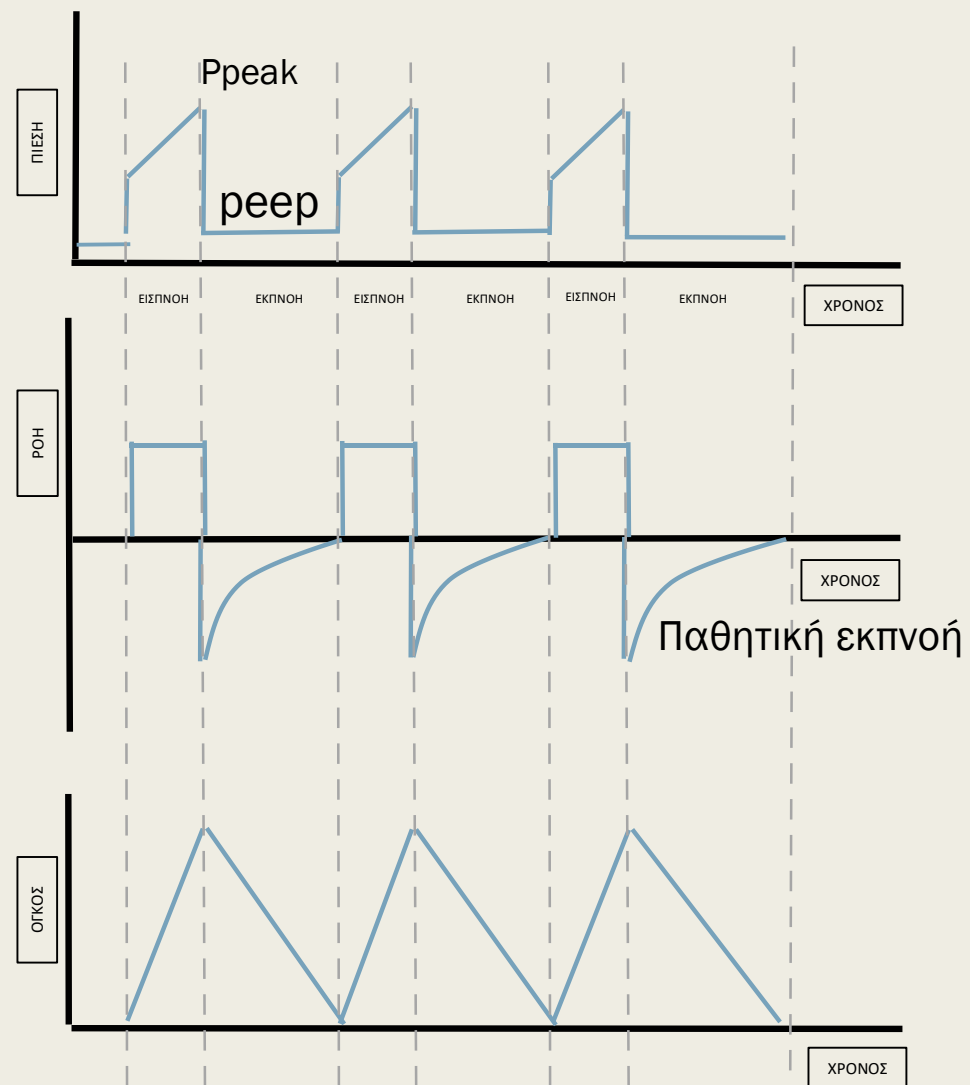 Ppeak
ΠΙΕΣΗ
peep
ΕΙΣΠΝΟΗ ΕΚΠΝΟΗ ΕΙΣΠΝΟΗ ΕΚΠΝΟΗ ΕΙΣΠΝΟΗ ΕΚΠΝΟΗ
ΧΡΟΝΟΣ
ΡΟΗ
ΧΡΟΝΟΣ
Παθητική εκπνοή
ΟΓΚΟΣ
ΧΡΟΝΟΣ